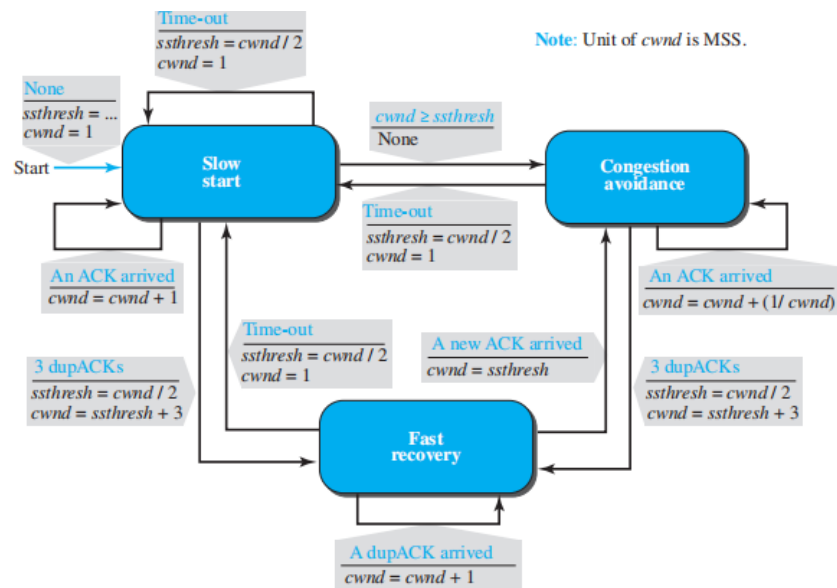 Time-out
ssthresh = cwnd / 2
cwnd = 1
Note: Unit of cwnd is MSS.
None
ssthresh = ...
cwnd = 1
Start
Slow
start
cwnd ≥ ssthresh
None
Congestion
avoidance
Time-out
ssthresh = cwnd / 2
cwnd = 1
An ACK arrived
cwnd = cwnd + 1
An ACK arrived
cwnd = cwnd + (1/ cwnd)
Time-out
ssthresh = cwnd / 2
cwnd = 1
A new ACK arrived
cwnd = ssthresh
3 dupACKs
ssthresh = cwnd / 2
cwnd = ssthresh + 3
3 dupACKs
ssthresh = cwnd / 2
cwnd = ssthresh + 3
Fast
recovery
A dupACK arrived
cwnd = cwnd + 1